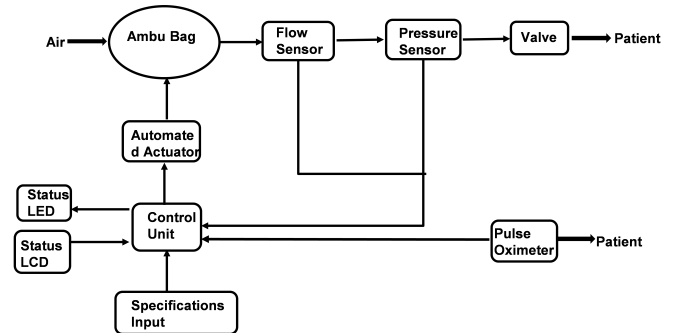 Air
Ambu Bag
Flow
Sensor
Pressure
Sensor
Valve
Patient
Automate
d Actuator
Status
LED
Control
Unit
Status
LCD
Pulse
Oximeter
Patient
Specifications
Input